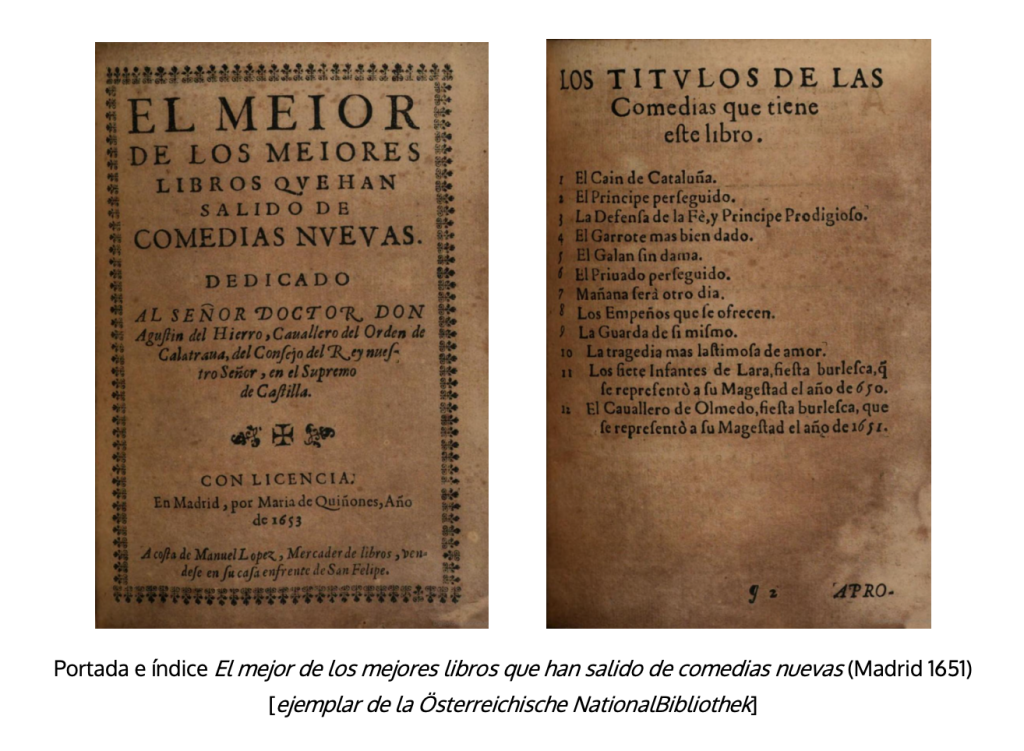 EL MEIOR
DE LOS MEIORES
LIBROS QVE HAN
SALIDO DE
COMEDIAS NVEVAS.
DEDICADO
AL SEÑOR DOCTOR DON
Aguſtin del Hierro, Cauallero del Orden de
Calatraua, del Conſejo del Rey nueſ-
tro Señor, en el Supremo
de Caſtilla.
CON LICENCIA:
En Madrid, por Maria de Quiñones, Año
de 1653
A coſta de Manuel Lopez, Mercader de libros, ven-
deſe en ſu caſa enfrente de San Felipe.
LOS TITVLOS DE LAS
Comedias que tiene
eſte libro.
1 El Cain de Cataluña.
2 El Principe perſeguido.
3 La Defenſa de la Fè, y Principe Prodigioſo.
4 El Garrote mas bien dado.
5 El Galan ſin dama.
6 El Priuado perſeguido.
7 Mañana ſerà otro dia.
8 Los Empeños que ſe ofrecen.
9 La Guarda de ſi miſmo.
10 La tragedia mas laſtimoſa de amor.
11 Los ſiete Infantes de Lara, fieſta burleſca, q̃
ſe repreſentò a ſu Mageſtad el año de 650.
12 El Cauallero de Olmedo, fieſta burleſca, que
ſe repreſentò a ſu Mageſtad el año de 1651.
¶ 2 APRO-
Portada e índice El mejor de los mejores libros que han salido de comedias nuevas (Madrid 1651)
[ejemplar de la Österreichische NationalBibliothek]